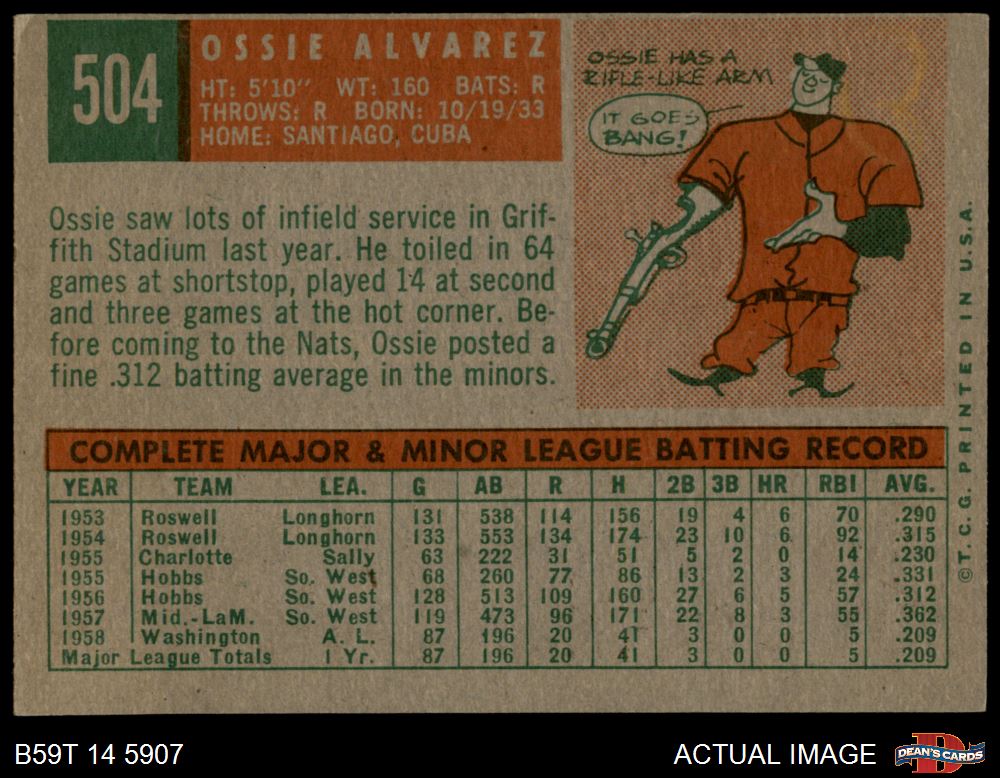 504
OSSIE ALVAREZ
HT: 5'10" WT: 160 BATS: R
THROWS: R BORN: 10/19/33
HOME: SANTIAGO, CUBA
OSSIE HAS A
RIFLE-LIKE ARM
IT GOES
BANG!
Ossie saw lots of infield service in Grif-
fith Stadium last year. He toiled in 64
games at shortstop, played 14 at second
and three games at the hot corner. Be-
fore coming to the Nats, Ossie posted a
fine .312 batting average in the minors.
COMPLETE MAJOR & MINOR LEAGUE BATTING RECORD
YEAR TEAM LEA. G AB R H 2B 3B HR RBI AVG.
1953 Roswell Longhorn 131 538 114 156 19 4 6 70 .290
1954 Roswell Longhorn 133 553 134 174 23 10 6 92 .315
1955 Charlotte Sally 63 222 31 51 5 2 0 14 .230
1955 Hobbs So. West 68 260 77 86 13 2 3 24 .331
1956 Hobbs So. West 128 513 109 160 27 6 5 57 .312
1957 Mid.-LaM. So. West 119 473 96 171 22 8 3 55 .362
1958 Washington A. L. 87 196 20 41 3 0 0 5 .209
Major League Totals 1 Yr. 87 196 20 41 3 0 0 5 .209
©T. C. G. PRINTED IN U.S.A.
B59T 14 5907
ACTUAL IMAGE
DEAN'S CARDS